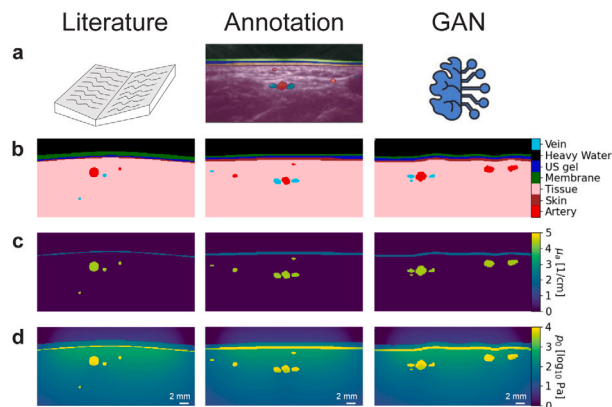 Literature Annotation GAN
a
b
Vein
Heavy Water
US gel
Membrane
Tissue
Skin
Artery
c
5
4
3
2
1
0
μa [1/cm]
d
4
3
2
1
0
p0 [log10 Pa]
2 mm 2 mm 2 mm